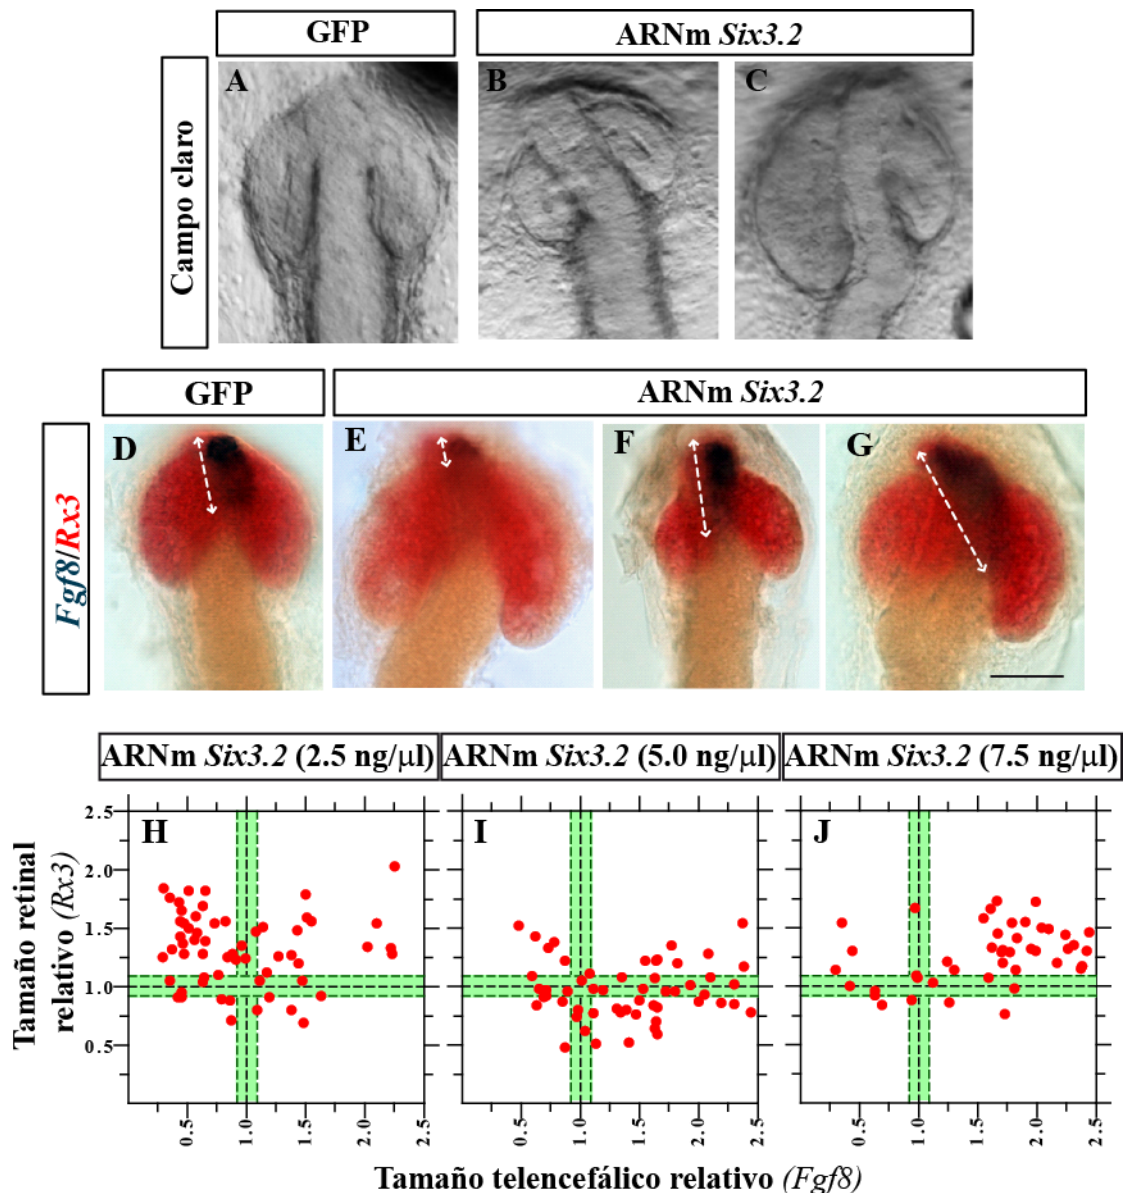 GFP
ARNm Six3.2
Campo claro
A
B
C
GFP
ARNm Six3.2
Fgf8/Rx3
D
E
F
G
ARNm Six3.2 (2.5 ng/µl)
ARNm Six3.2 (5.0 ng/µl)
ARNm Six3.2 (7.5 ng/µl)
H
I
J
Tamaño retinal
relativo (Rx3)
2.5
2.0
1.5
1.0
0.5
0.5 1.0 1.5 2.0 2.5
0.5 1.0 1.5 2.0 2.5
0.5 1.0 1.5 2.0 2.5
Tamaño telencefálico relativo (Fgf8)